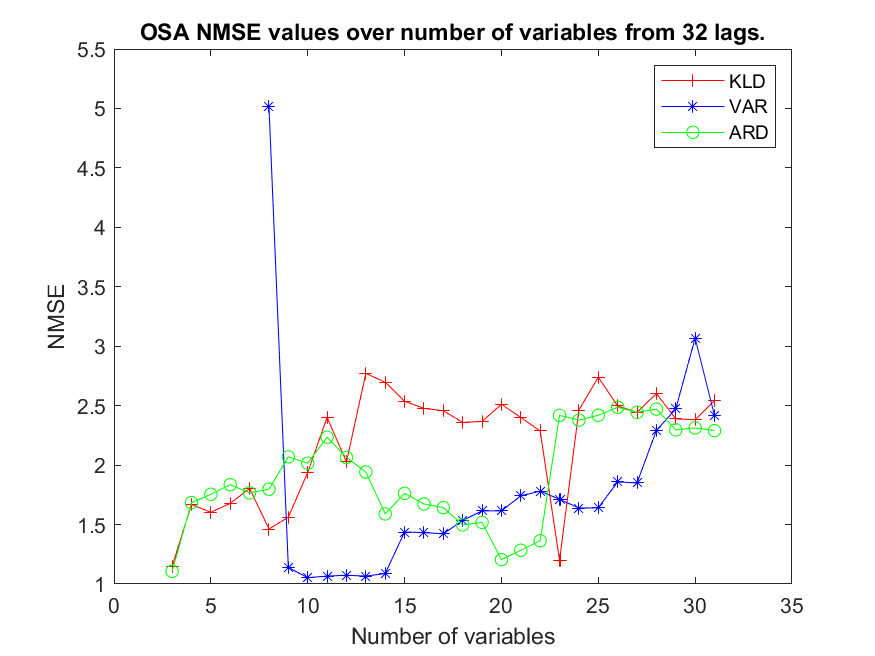 OSA NMSE values over number of variables from 32 lags.
5.5
5
4.5
4
3.5
3
2.5
2
1.5
1
NMSE
KLD
VAR
ARD
0 5 10 15 20 25 30 35
Number of variables